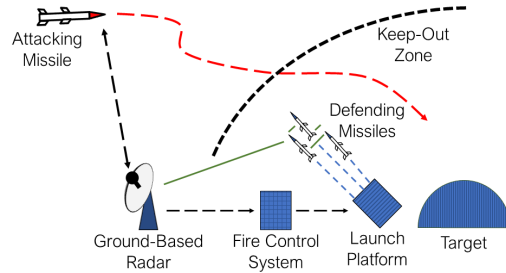 Attacking
Missile
Keep-Out
Zone
Defending
Missiles
Ground-Based
Radar
Fire Control
System
Launch
Platform
Target